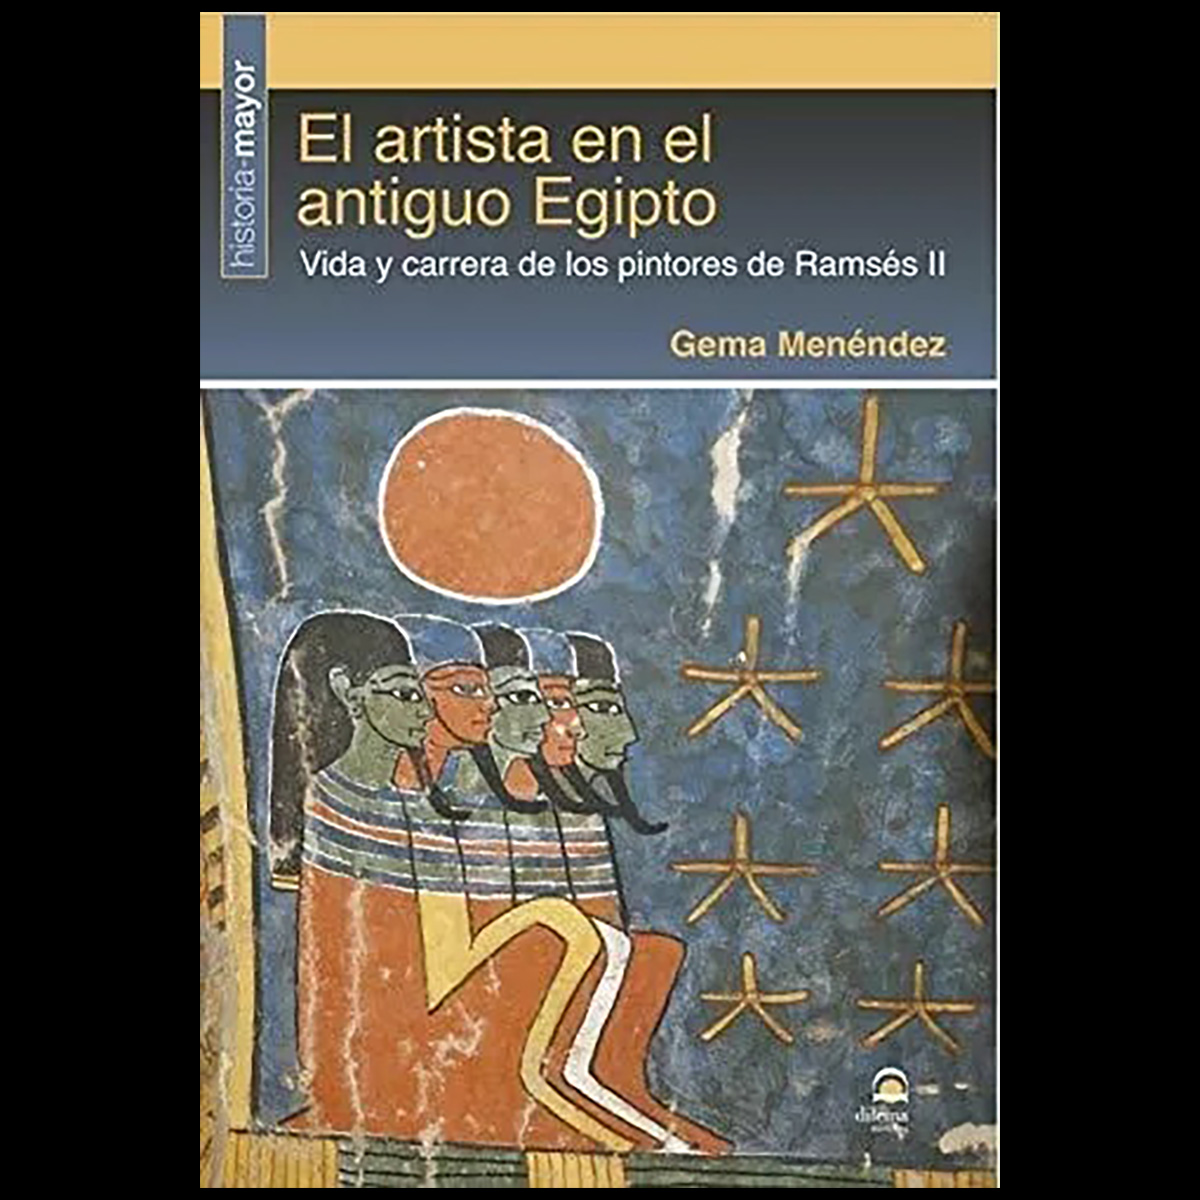 historia-mayor
El artista en el
antiguo Egipto
Vida y carrera de los pintores de Ramsés II
Gema Menéndez
dilema